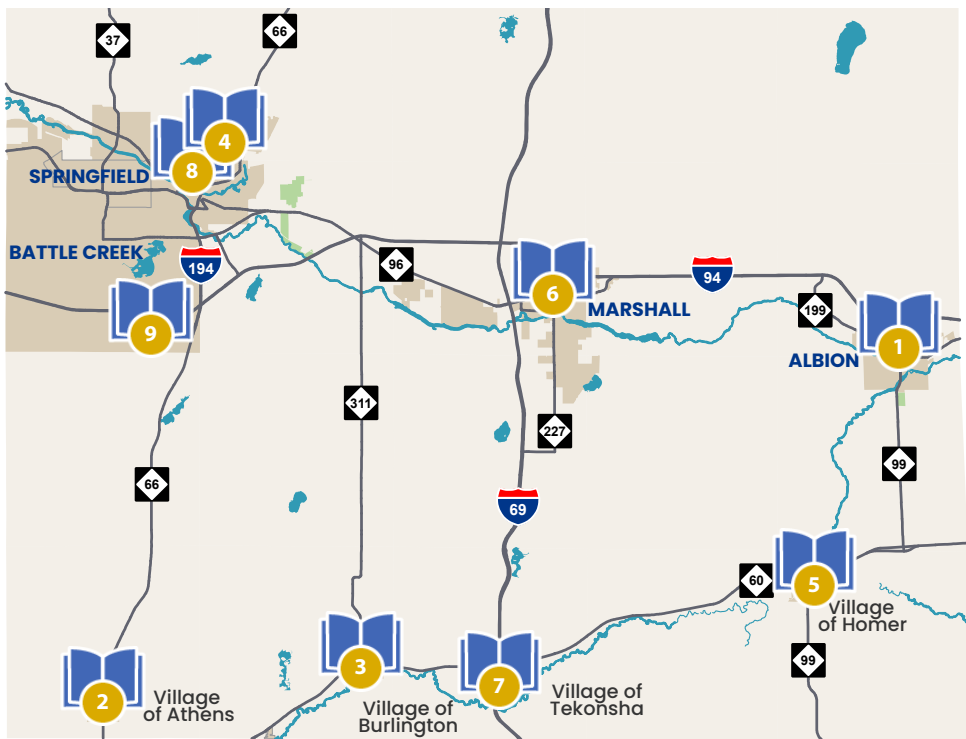 37
66
4
8
SPRINGFIELD
BATTLE CREEK
194
96
6
94
MARSHALL
199
1
ALBION
9
311
227
66
99
69
60
5
Village
of Homer
3
99
2
7
Village
of Athens
Village of
Burlington
Village of
Tekonsha